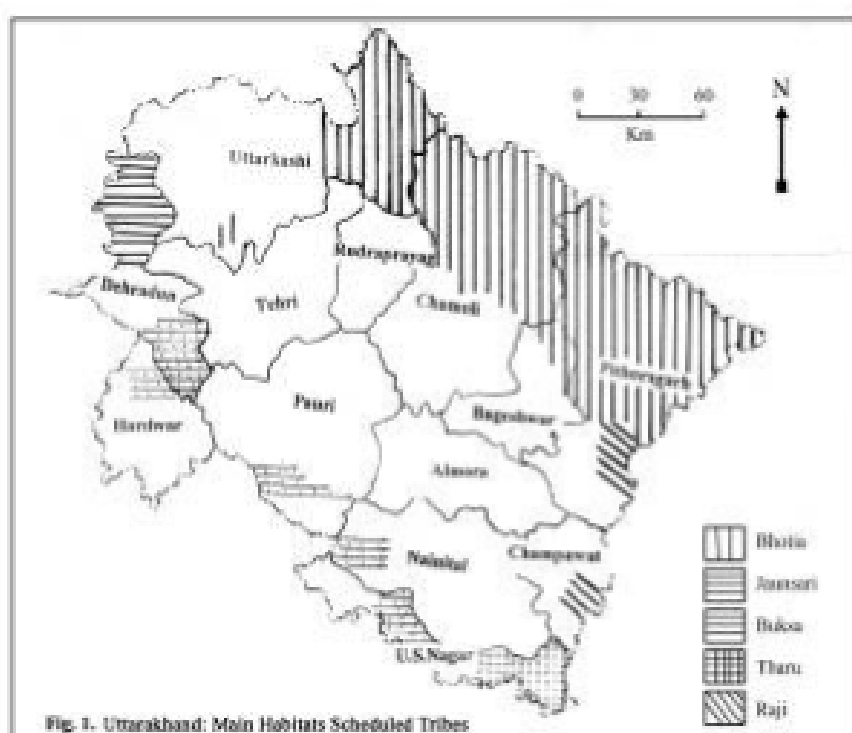 N
0 30 60
Km
Uttarkashi
Rudraprayag
Dehradun
Tehri
Chamoli
Pithoragarh
Pauri
Bageshwar
Hardwar
Almora
Nainital
Champawat
U.S.Nagar
Bhotia
Jaunsari
Buksa
Tharu
Raji
Fig. 1. Uttarakhand: Main Habitats Scheduled Tribes